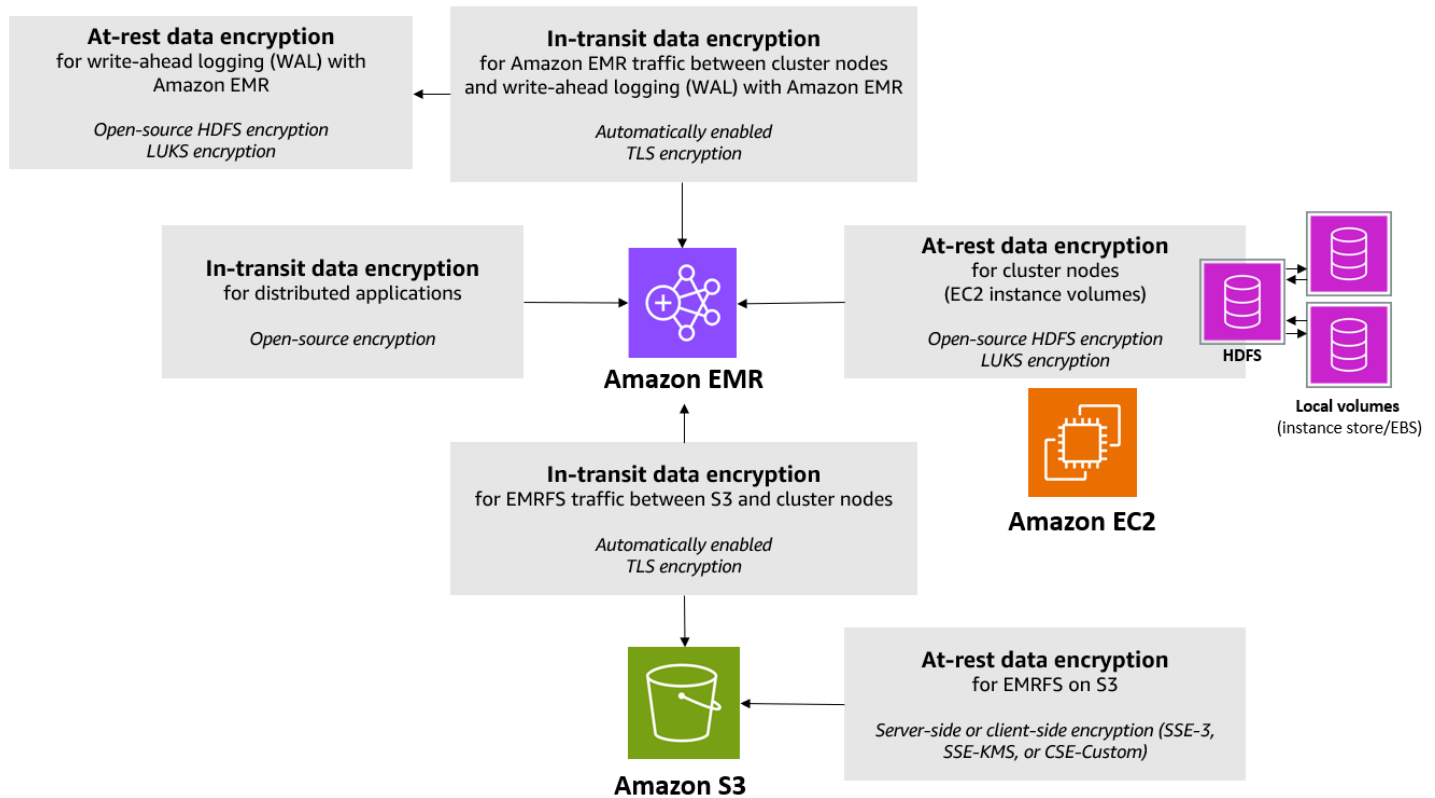 At-rest data encryption
for write-ahead logging (WAL) with
Amazon EMR
Open-source HDFS encryption
LUKS encryption
In-transit data encryption
for Amazon EMR traffic between cluster nodes
and write-ahead logging (WAL) with Amazon EMR
Automatically enabled
TLS encryption
In-transit data encryption
for distributed applications
Open-source encryption
Amazon EMR
At-rest data encryption
for cluster nodes
(EC2 instance volumes)
Open-source HDFS encryption
LUKS encryption
HDFS
Local volumes
(instance store/EBS)
Amazon EC2
In-transit data encryption
for EMRFS traffic between S3 and cluster nodes
Automatically enabled
TLS encryption
At-rest data encryption
for EMRFS on S3
Server-side or client-side encryption (SSE-3,
SSE-KMS, or CSE-Custom)
Amazon S3